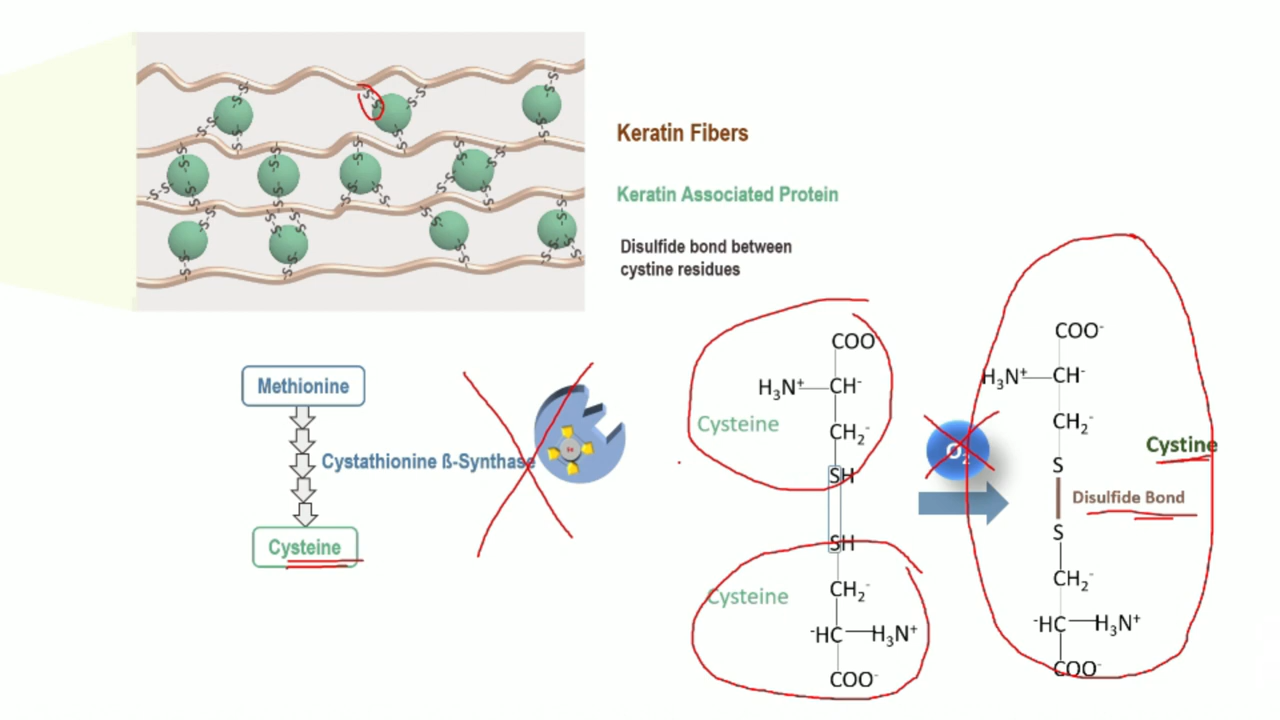 Keratin Fibers
Keratin Associated Protein
Disulfide bond between
cystine residues
Methionine
Cystathionine ß-Synthase
Se
Cysteine
COO
H₃N⁺
CH⁻
Cysteine
CH₂⁻
SH
SH
Cysteine
CH₂⁻
⁻HC
H₃N⁺
COO⁻
O₂
COO⁻
H₃N⁺
CH⁻
CH₂⁻
Cystine
S
Disulfide Bond
S
CH₂⁻
⁻HC
H₃N⁺
COO⁻